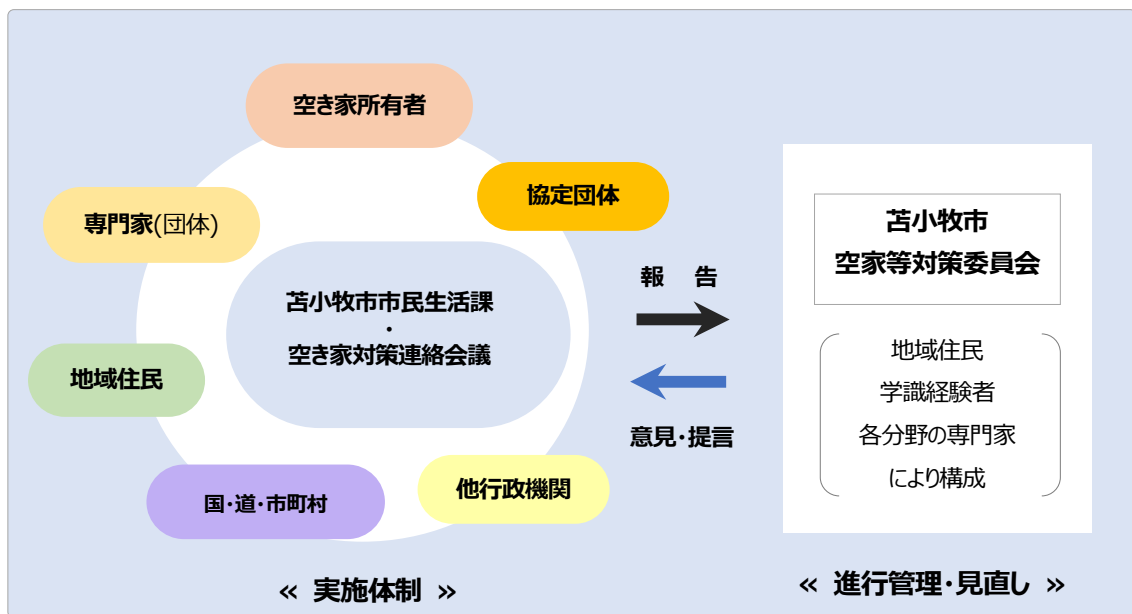 空き家所有者
協定団体
専門家(団体)
苫小牧市市民生活課
・
空き家対策連絡会議
地域住民
国・道・市町村
他行政機関
≪ 実施体制 ≫
報 告
意見・提言
苫小牧市
空家等対策委員会
地域住民
学識経験者
各分野の専門家
により構成
≪ 進行管理・見直し ≫